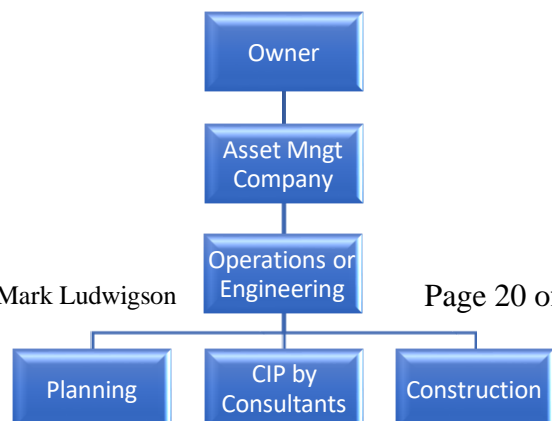 Owner
Asset Mngt
Company
Operations or
Engineering
Mark Ludwigson
Page 20 o
Planning
CIP by
Consultants
Construction